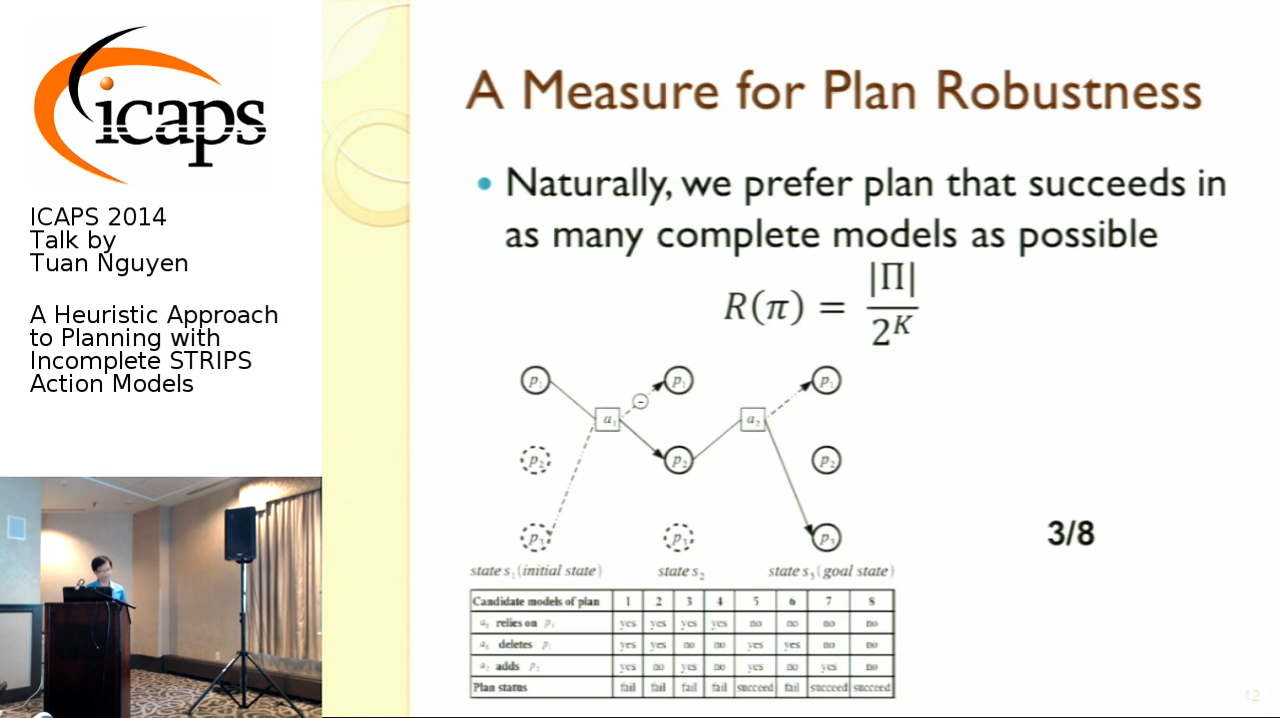 icaps
ICAPS 2014
Talk by
Tuan Nguyen
A Heuristic Approach
to Planning with
Incomplete STRIPS
Action Models
A Measure for Plan Robustness
• Naturally, we prefer plan that succeeds in
as many complete models as possible
R(π) = |Π| / 2^K
p₁ p₁ p₁
- a₁ a₂
p₂ p₂ p₂
p₃ p₃ p₃
3/8
state s₁ (initial state) state s₂ state s₃ (goal state)
Candidate models of plan 1 2 3 4 5 6 7 8
a₁ relies on yes yes yes yes no no no no
a₁ deletes yes yes no no yes yes no no
adds yes no yes no yes no yes no
Plan status fail fail fail fail succeed fail succeed succeed
12